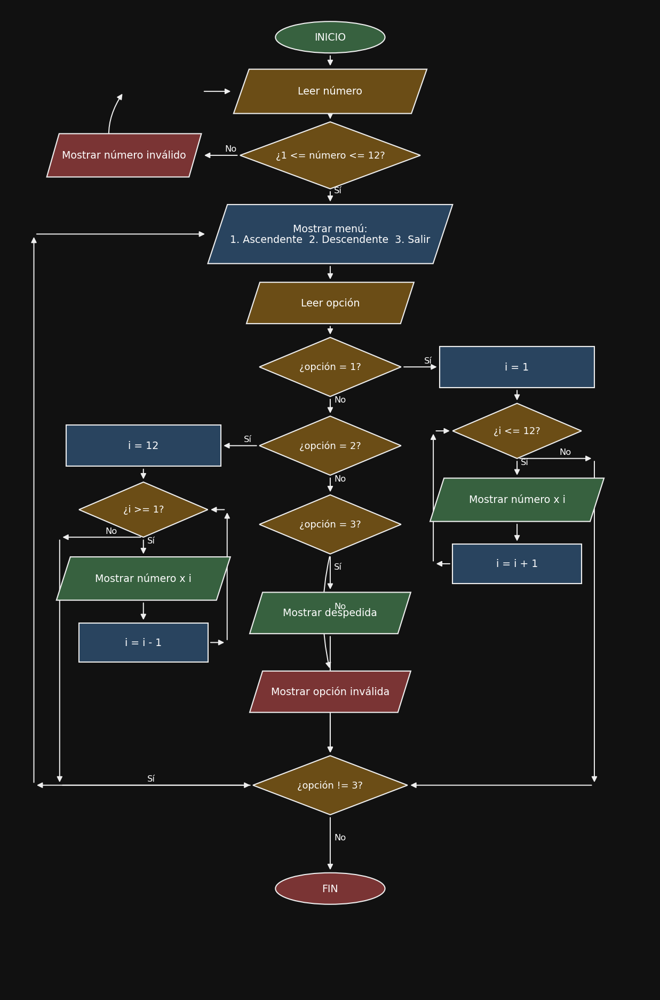 INICIO
Leer número
No
Mostrar número inválido
¿1 <= número <= 12?
Sí
Mostrar menú:
1. Ascendente  2. Descendente  3. Salir
Leer opción
¿opción = 1?
Sí
i = 1
No
i = 12
Sí
¿opción = 2?
¿i <= 12?
No
Sí
No
¿i >= 1?
¿opción = 3?
Mostrar número x i
No
Sí
Sí
i = i + 1
Mostrar número x i
No
Mostrar despedida
i = i - 1
Mostrar opción inválida
Sí
¿opción != 3?
No
FIN